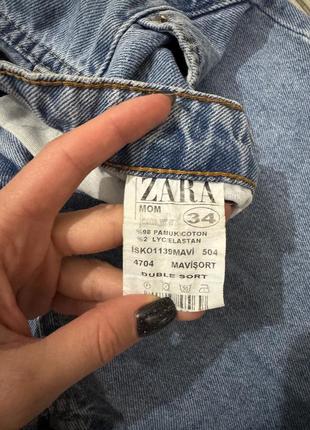 ZARA
MOM
34
%98 PAMUK/COTON
%2 LYC/ELASTAN
İSKO1139MAVİ 504
4704 MAVİŞORT
DUBLE SORT